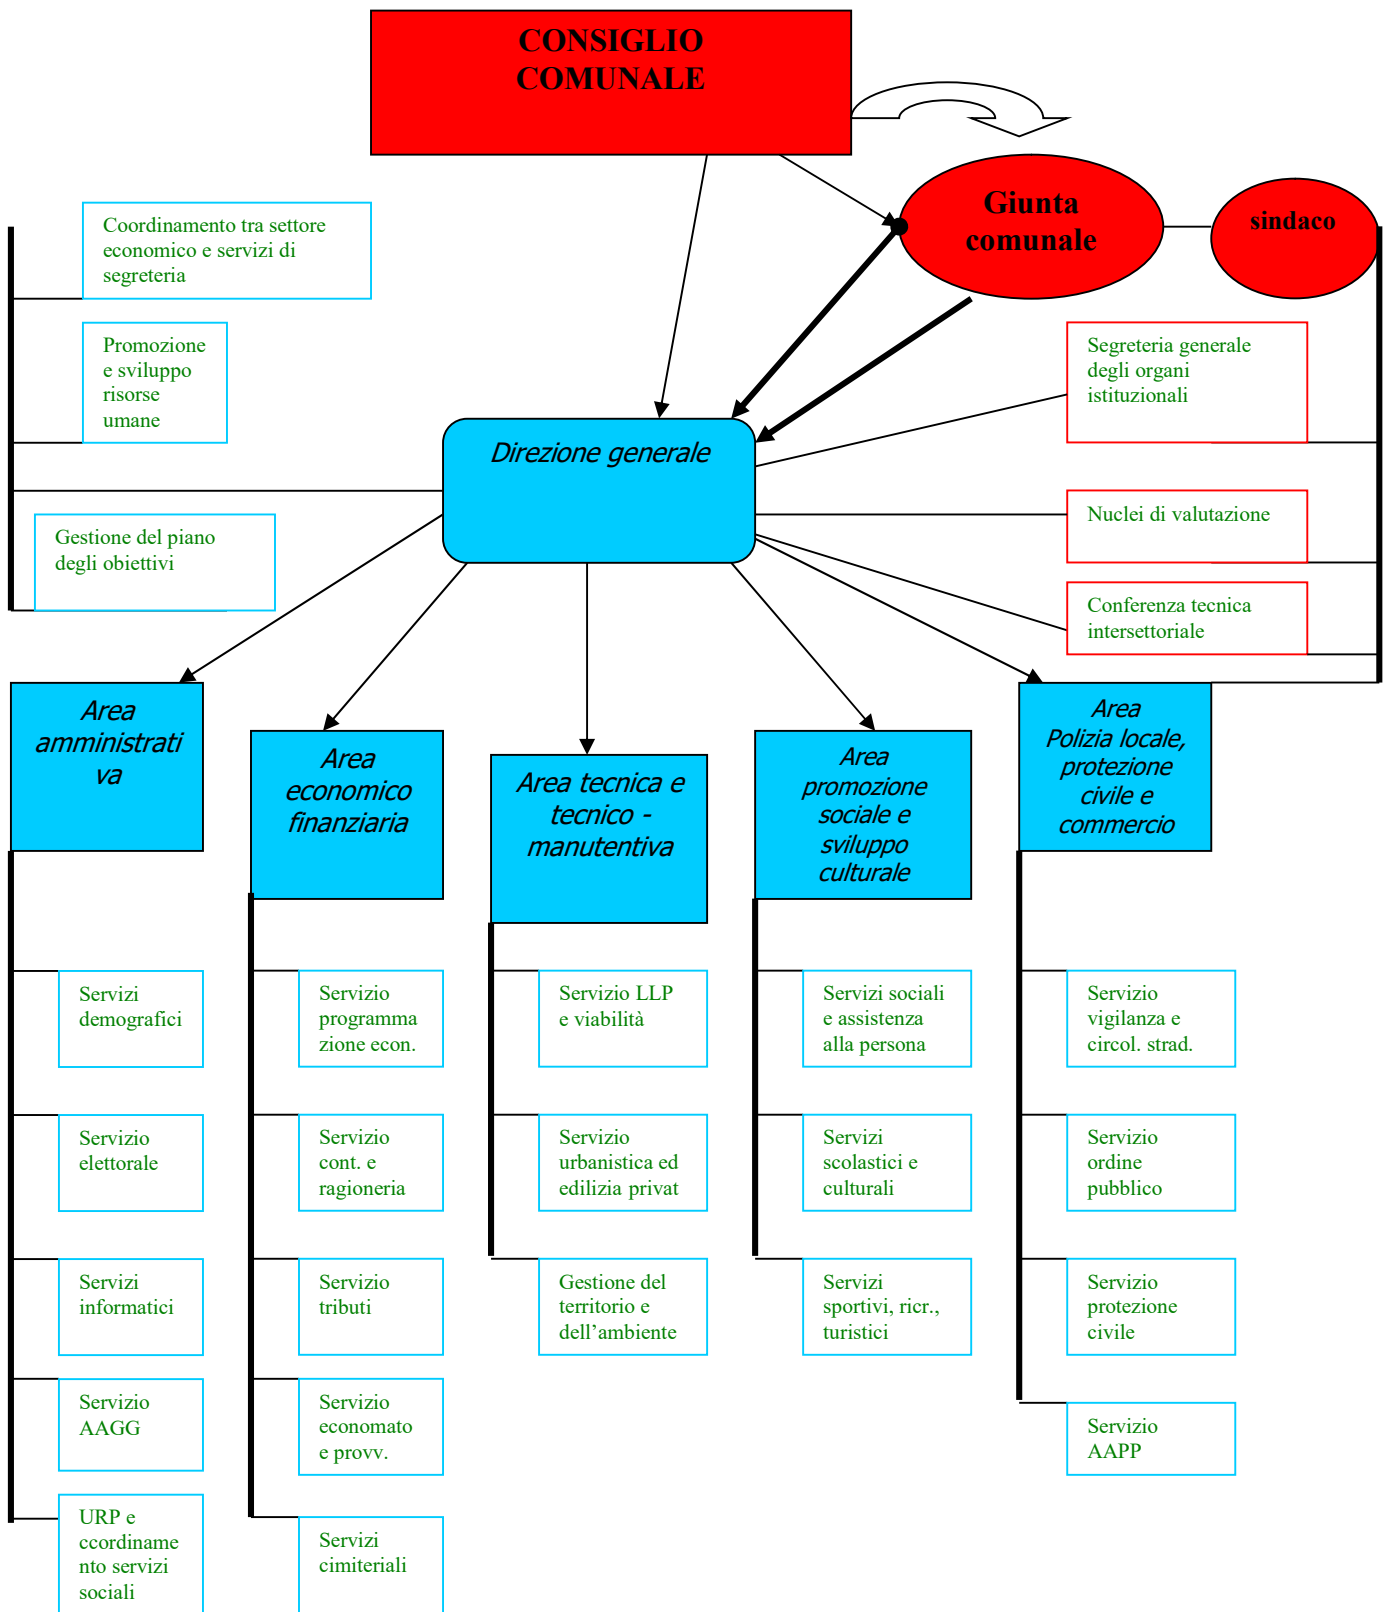 CONSIGLIO
COMUNALE
Giunta
comunale
sindaco
Coordinamento tra settore
economico e servizi di
segreteria
Promozione
e sviluppo
risorse
umane
Gestione del piano
degli obiettivi
Direzione generale
Segreteria generale
degli organi
istituzionali
Nuclei di valutazione
Conferenza tecnica
intersettoriale
Area
amministrati
va
Area
economico
finanziaria
Area tecnica e
tecnico -
manutentiva
Area
promozione
sociale e
sviluppo
culturale
Area
Polizia locale,
protezione
civile e
commercio
Servizi
demografici
Servizio
elettorale
Servizi
informatici
Servizio
AAGG
URP e
ccordiname
nto servizi
sociali
Servizio
programma
zione econ.
Servizio
cont. e
ragioneria
Servizio
tributi
Servizio
economato
e provv.
Servizi
cimiteriali
Servizio LLP
e viabilità
Servizio
urbanistica ed
edilizia privat
Gestione del
territorio e
dell’ambiente
Servizi sociali
e assistenza
alla persona
Servizi
scolastici e
culturali
Servizi
sportivi, ricr.,
turistici
Servizio
vigilanza e
circol. strad.
Servizio
ordine
pubblico
Servizio
protezione
civile
Servizio
AAPP